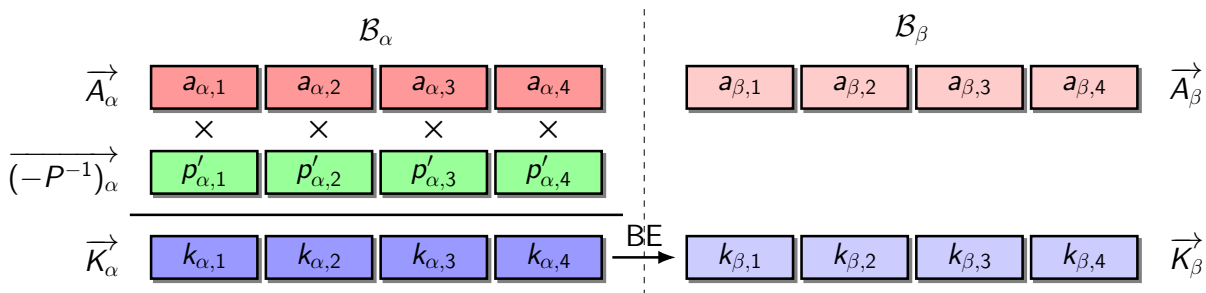 𝓑_α 𝓑_β
A⃗_α a_{α,1} a_{α,2} a_{α,3} a_{α,4} a_{β,1} a_{β,2} a_{β,3} a_{β,4} A⃗_β
× × × ×
(−P⁻¹)_α p′_{α,1} p′_{α,2} p′_{α,3} p′_{α,4}
K⃗_α k_{α,1} k_{α,2} k_{α,3} k_{α,4} BE k_{β,1} k_{β,2} k_{β,3} k_{β,4} K⃗_β